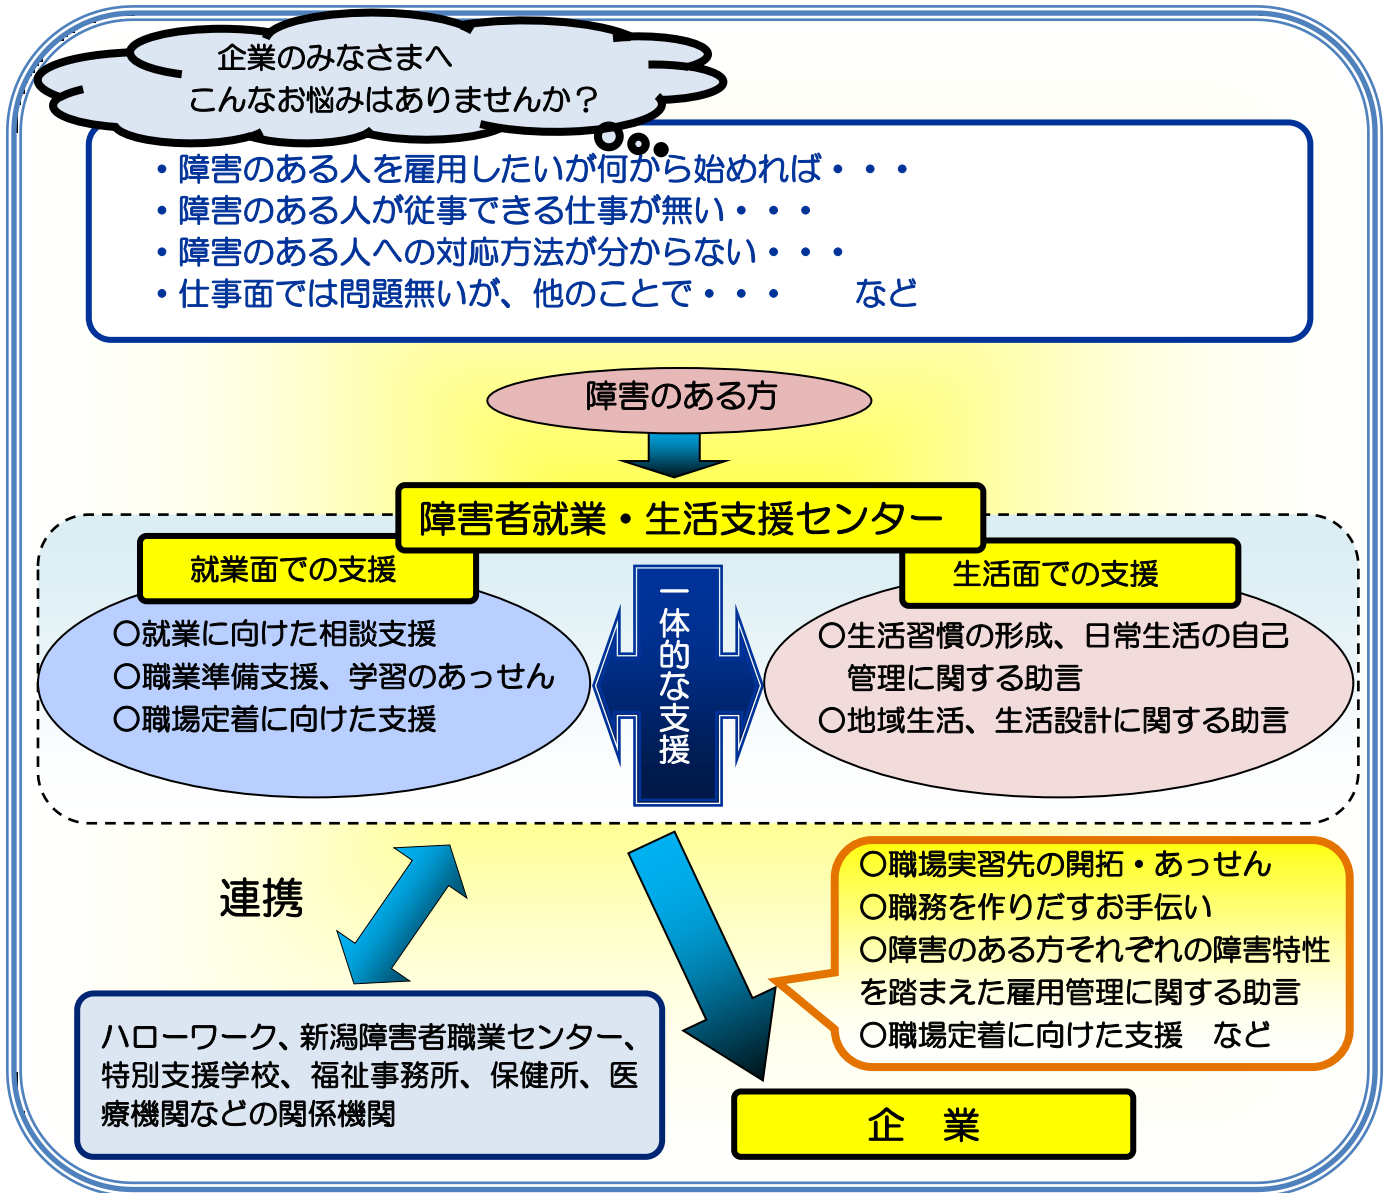 企業のみなさまへ
こんなお悩みはありませんか？
・障害のある人を雇用したいが何から始めれば・・・
・障害のある人が従事できる仕事が無い・・・
・障害のある人への対応方法が分からない・・・
・仕事面では問題無いが、他のことで・・・　　など
障害のある方
障害者就業・生活支援センター
就業面での支援
〇就業に向けた相談支援
〇職業準備支援、学習のあっせん
〇職場定着に向けた支援
一体的な支援
生活面での支援
〇生活習慣の形成、日常生活の自己
管理に関する助言
〇地域生活、生活設計に関する助言
連携
ハローワーク、新潟障害者職業センター、
特別支援学校、福祉事務所、保健所、医
療機関などの関係機関
〇職場実習先の開拓・あっせん
〇職務を作りだすお手伝い
〇障害のある方それぞれの障害特性
を踏まえた雇用管理に関する助言
〇職場定着に向けた支援　など
企　業